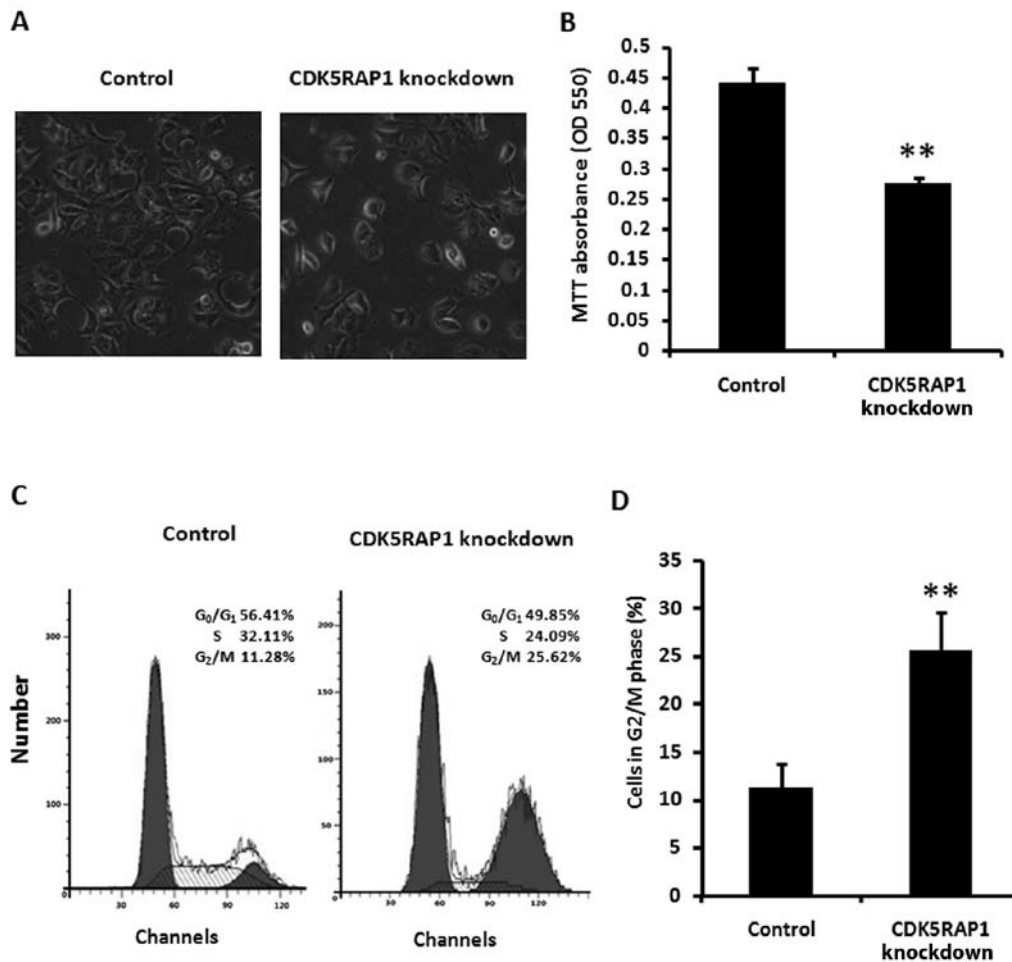 A
Control
CDK5RAP1 knockdown
B
MTT absorbance (OD 550)
0.5
0.45
0.4
0.35
0.3
0.25
0.2
0.15
0.1
0.05
0
**
Control
CDK5RAP1
knockdown
C
Control
G₀/G₁ 56.41%
S 32.11%
G₂/M 11.28%
Number
300
200
100
0
0
30
60
90
120
Channels
CDK5RAP1 knockdown
G₀/G₁ 49.85%
S 24.09%
G₂/M 25.62%
200
150
100
50
0
0
30
60
90
120
150
Channels
D
Cells in G2/M phase (%)
35
30
25
20
15
10
5
0
**
Control
CDK5RAP1
knockdown